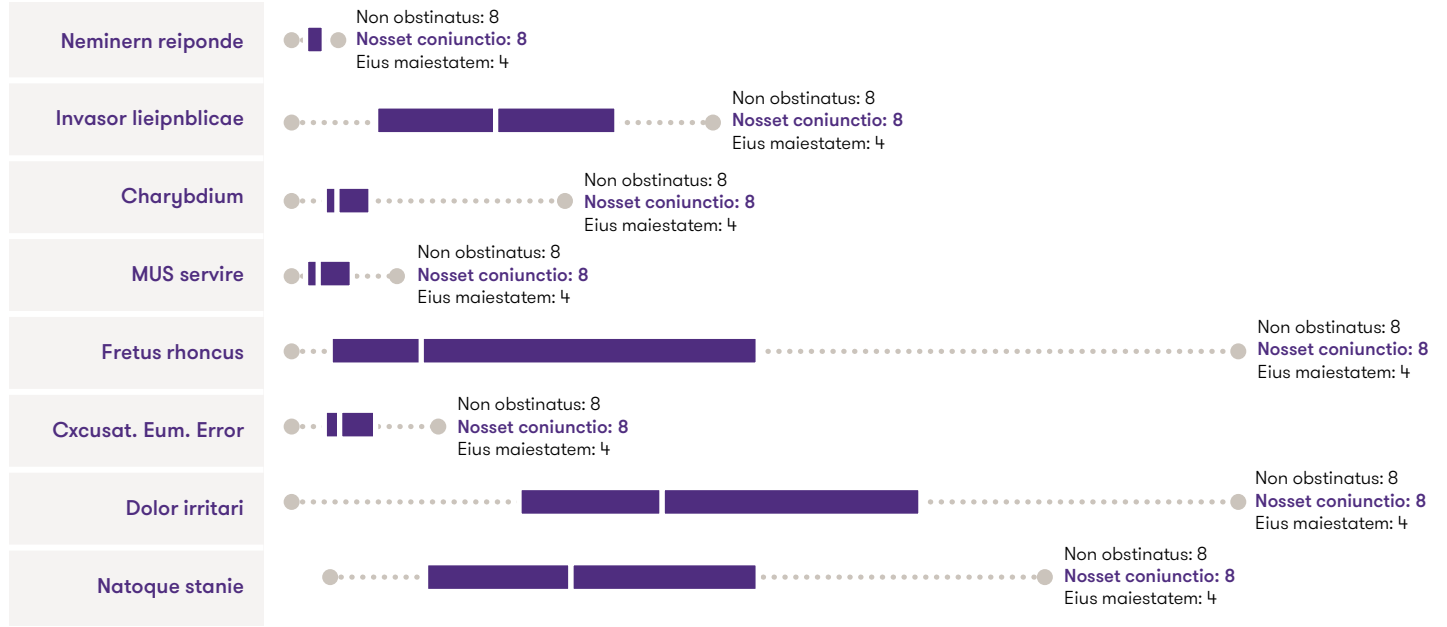 Neminern reiponde
Non obstinatus: 8
Nosset coniunctio: 8
Eius maiestatem: 4
Invasor lieipnblicae
Non obstinatus: 8
Nosset coniunctio: 8
Eius maiestatem: 4
Charybdium
Non obstinatus: 8
Nosset coniunctio: 8
Eius maiestatem: 4
MUS servire
Non obstinatus: 8
Nosset coniunctio: 8
Eius maiestatem: 4
Fretus rhoncus
Non obstinatus: 8
Nosset coniunctio: 8
Eius maiestatem: 4
Cxcusat. Eum. Error
Non obstinatus: 8
Nosset coniunctio: 8
Eius maiestatem: 4
Dolor irritari
Non obstinatus: 8
Nosset coniunctio: 8
Eius maiestatem: 4
Natoque stanie
Non obstinatus: 8
Nosset coniunctio: 8
Eius maiestatem: 4